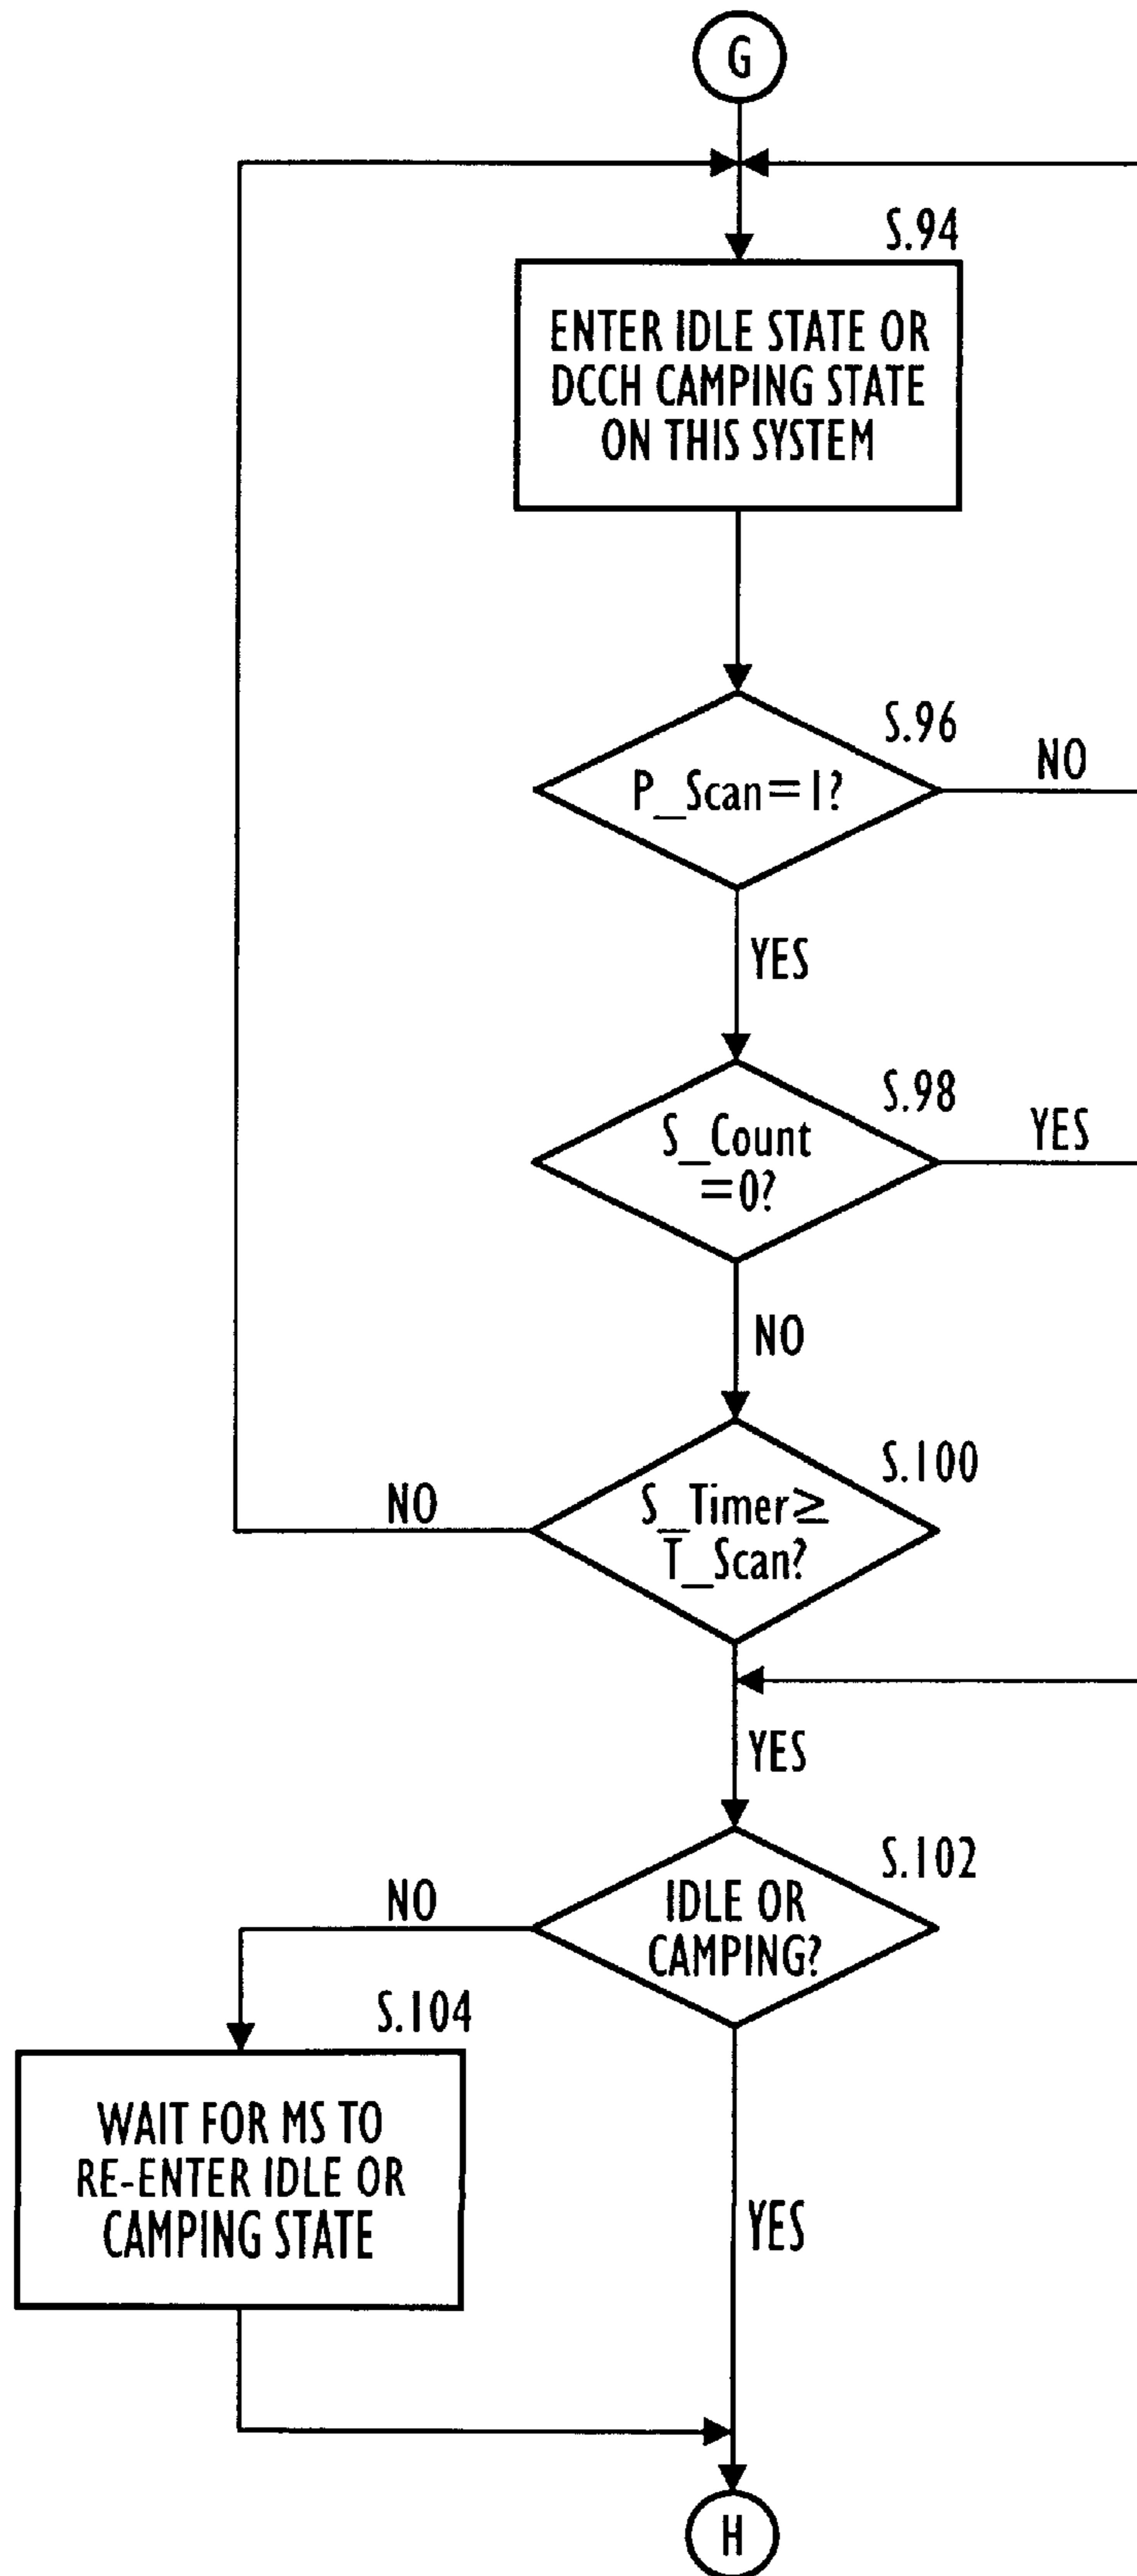 G
S.94
ENTER IDLE STATE OR
DCCH CAMPING STATE
ON THIS SYSTEM
S.96
P_Scan=1?
NO
YES
S.98
S_Count
=0?
YES
NO
S.100
S_Timer≥
T_Scan?
NO
YES
S.102
IDLE OR
CAMPING?
NO
S.104
WAIT FOR MS TO
RE-ENTER IDLE OR
CAMPING STATE
YES
H